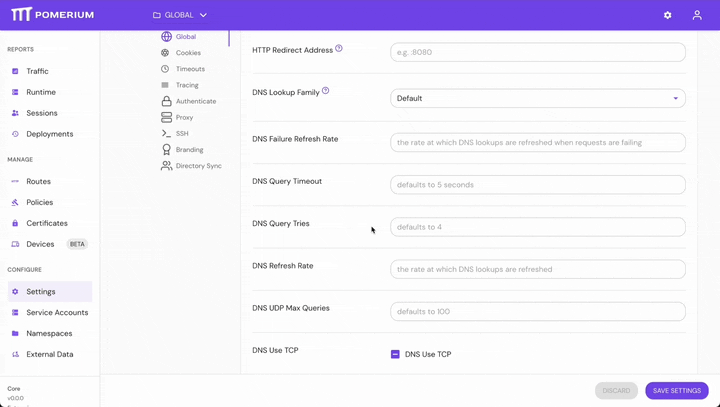 POMERIUM
GLOBAL
REPORTS
Traffic
Runtime
Sessions
Deployments
MANAGE
Routes
Policies
Certificates
Devices BETA
CONFIGURE
Settings
Service Accounts
Namespaces
External Data
Core
v0.0.0
Global
Cookies
Timeouts
Tracing
Authenticate
Proxy
SSH
Branding
Directory Sync
HTTP Redirect Address ?
e.g. :8080
DNS Lookup Family ?
Default
DNS Failure Refresh Rate
the rate at which DNS lookups are refreshed when requests are failing
DNS Query Timeout
defaults to 5 seconds
DNS Query Tries
defaults to 4
DNS Refresh Rate
the rate at which DNS lookups are refreshed
DNS UDP Max Queries
defaults to 100
DNS Use TCP
DNS Use TCP
DISCARD
SAVE SETTINGS